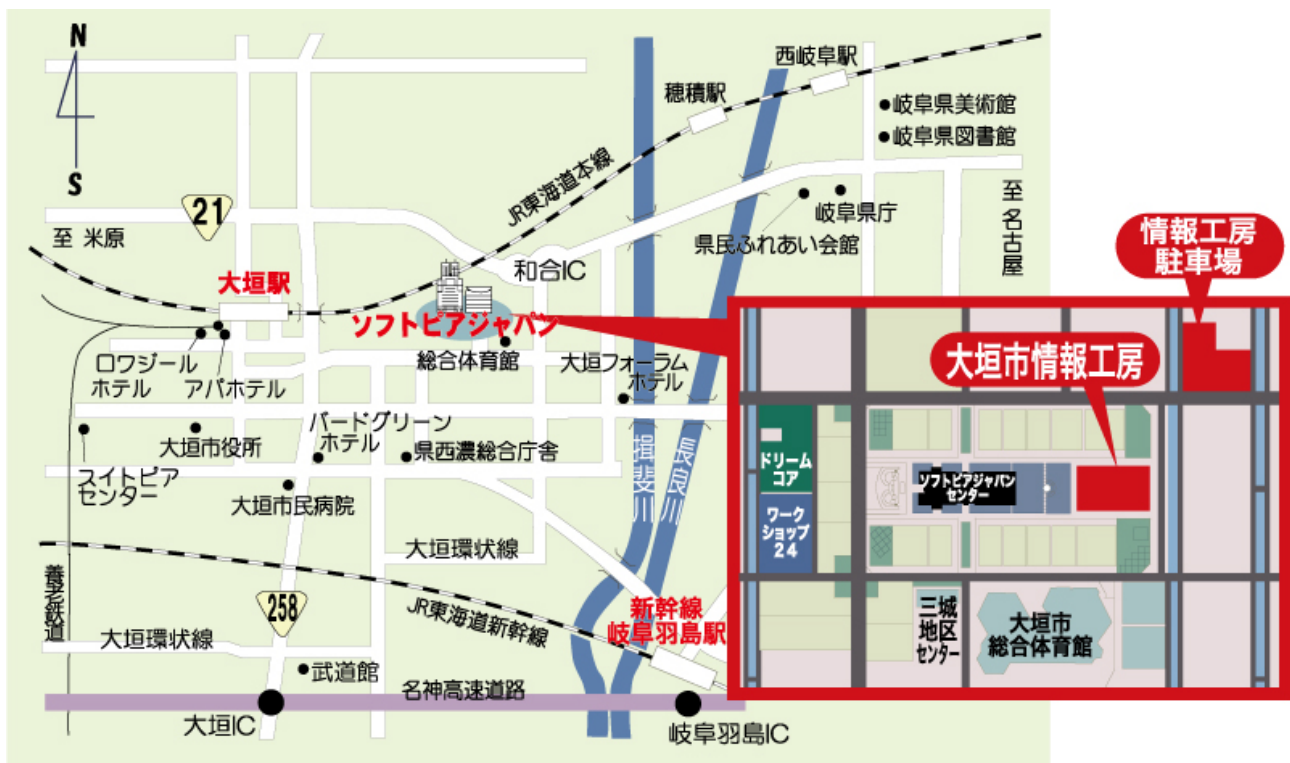 N
S
21
至 米原
大垣駅
JR東海道本線
穂積駅
西岐阜駅
岐阜県美術館
岐阜県図書館
岐阜県庁
県民ふれあい会館
至 名古屋
和合IC
ソフトピアジャパン
総合体育館
ロワジール
ホテル
アパホテル
大垣フォーラム
ホテル
大垣市役所
バードグリーン
ホテル
県西濃総合庁舎
スイトピア
センター
大垣市民病院
揖斐川
長良川
大垣環状線
養老鉄道
258
JR東海道新幹線
新幹線
岐阜羽島駅
大垣環状線
武道館
名神高速道路
大垣IC
岐阜羽島IC
情報工房
駐車場
大垣市情報工房
ドリーム
コア
ソフトピアジャパン
センター
ワーク
ショップ
24
三城
地区
センター
大垣市
総合体育館